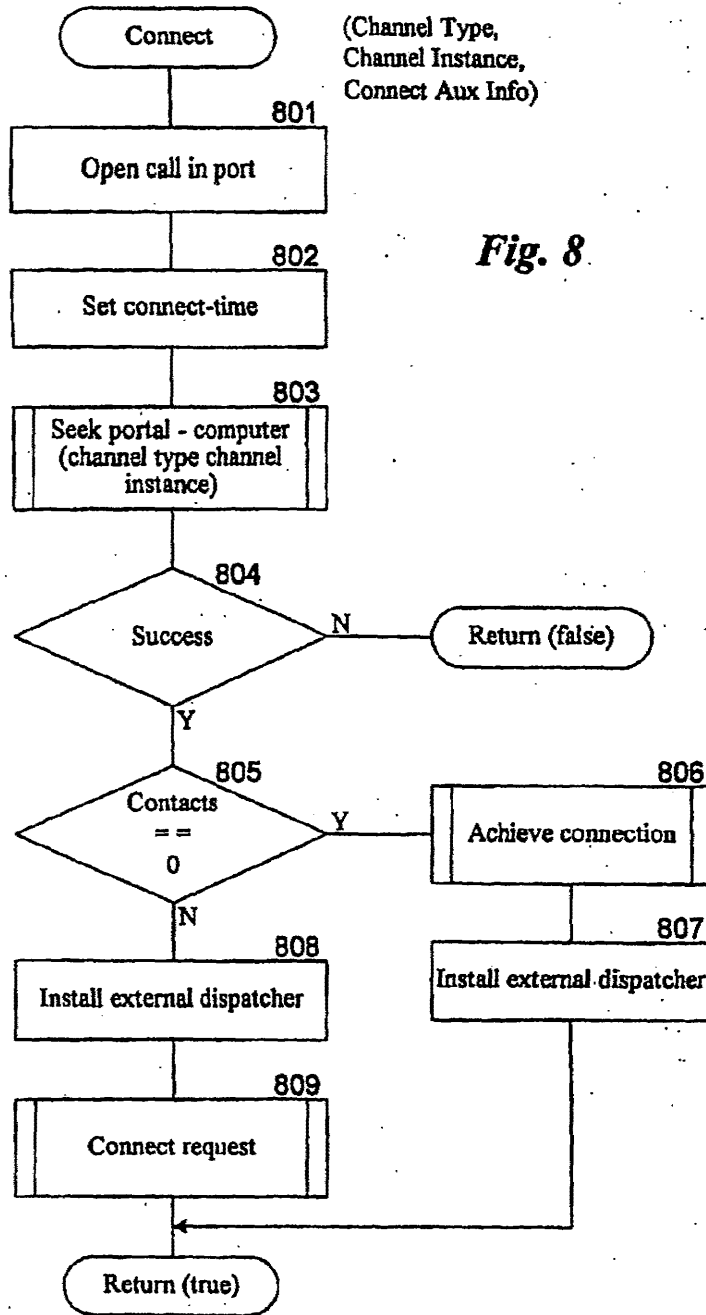 Connect
(Channel Type,
Channel Instance,
Connect Aux Info)
801
Open call in port
Fig. 8
802
Set connect-time
803
Seek portal - computer
(channel type channel
instance)
804
Success
N
Return (false)
Y
805
Contacts
= =
0
Y
806
Achieve connection
N
807
Install external dispatcher
808
Install external dispatcher
809
Connect request
Return (true)